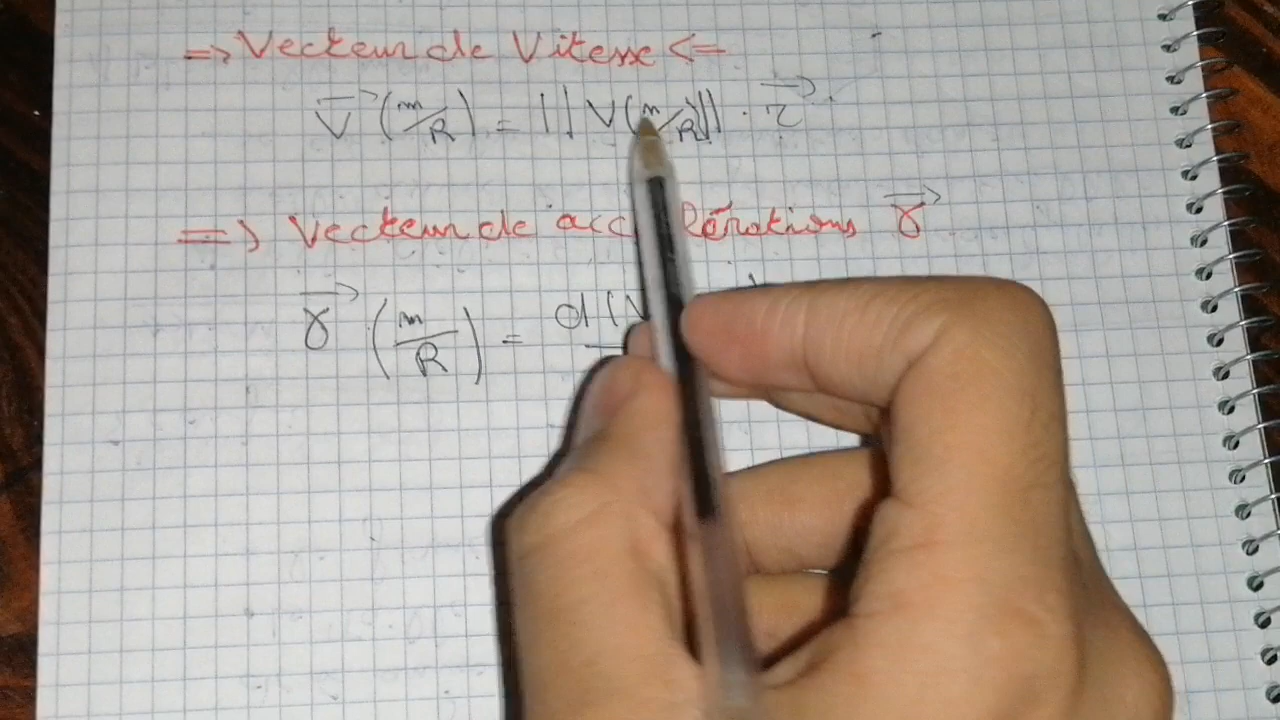 => Vecteur de Vitesse <=
V⃗ (m/R) = || V(m/R)|| . τ⃗
=> Vecteur de accélérations γ⃗
γ⃗ (m/R) = d(V